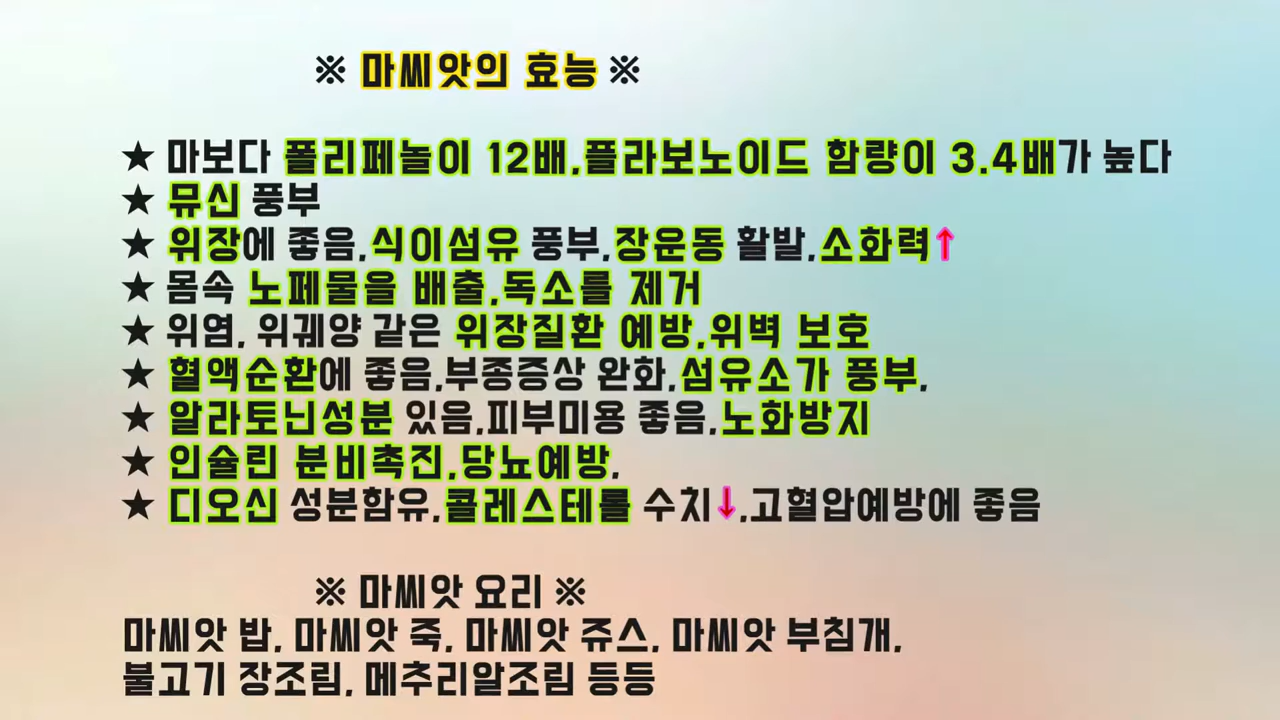 ※ 마씨앗의 효능 ※
★ 마보다 폴리페놀이 12배,플라보노이드 함량이 3.4배가 높다
★ 뮤신 풍부
★ 위장에 좋음,식이섬유 풍부,장운동 활발,소화력↑
★ 몸속 노폐물을 배출,독소를 제거
★ 위염, 위궤양 같은 위장질환 예방,위벽 보호
★ 혈액순환에 좋음,부종증상 완화,섬유소가 풍부,
★ 알라토닌성분 있음,피부미용 좋음,노화방지
★ 인슐린 분비촉진,당뇨예방,
★ 디오신 성분함유,콜레스테롤 수치↓,고혈압예방에 좋음
※ 마씨앗 요리 ※
마씨앗 밥, 마씨앗 죽, 마씨앗 쥬스, 마씨앗 부침개,
불고기 장조림, 메추리알조림 등등